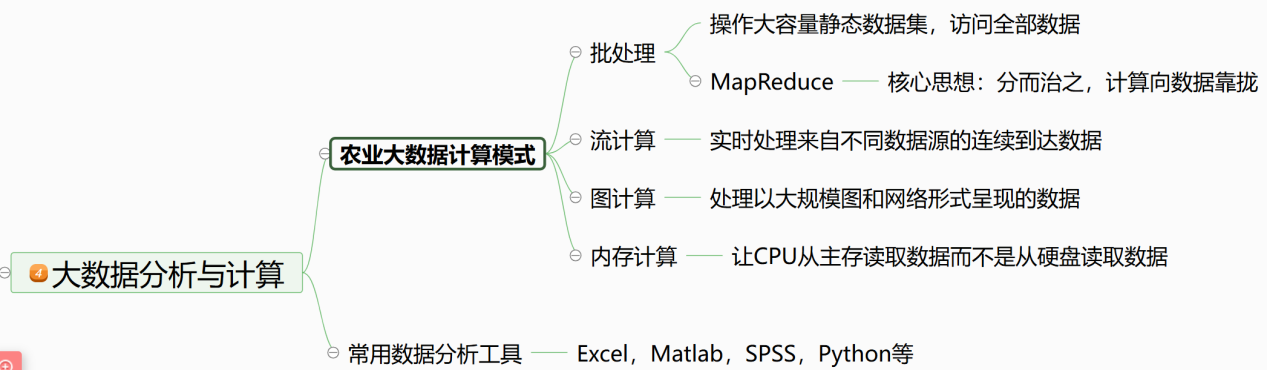 操作大容量静态数据集，访问全部数据
批处理
MapReduce
核心思想：分而治之，计算向数据靠拢
农业大数据计算模式
流计算
实时处理来自不同数据源的连续到达数据
图计算
处理以大规模图和网络形式呈现的数据
4
大数据分析与计算
内存计算
让CPU从主存读取数据而不是从硬盘读取数据
常用数据分析工具
Excel，Matlab，SPSS，Python等